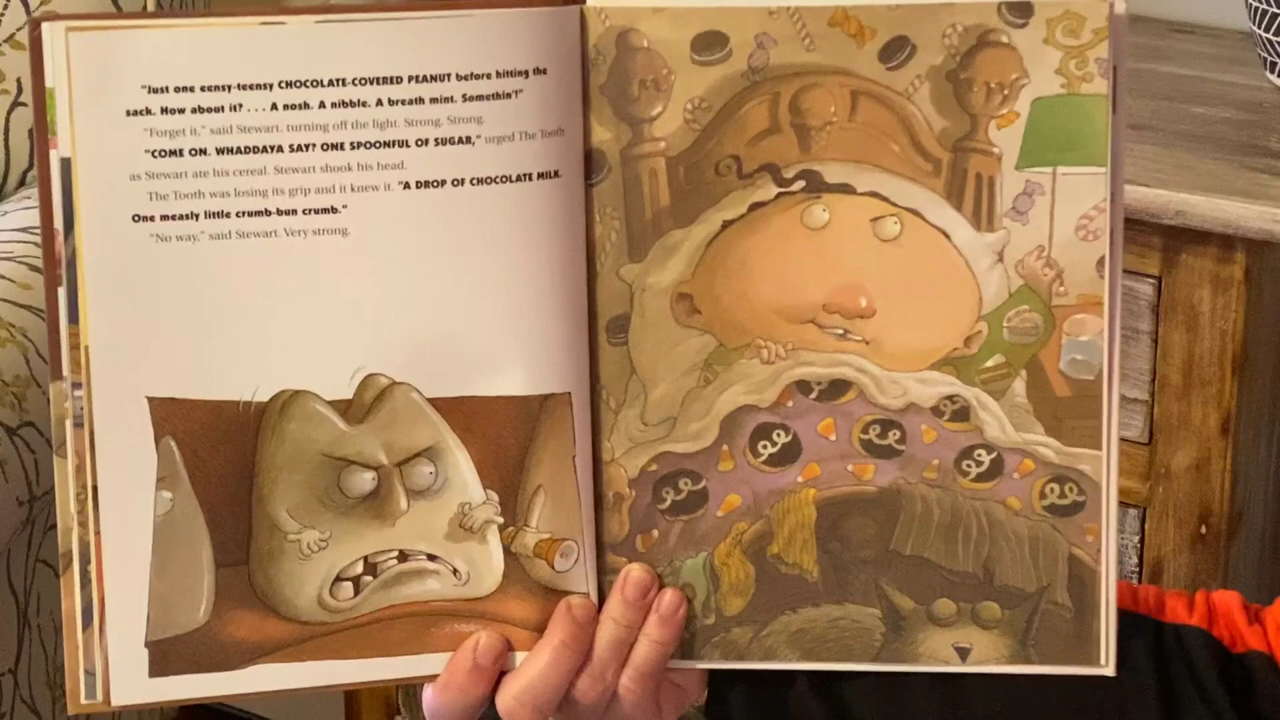 "Just one eensy-teensy CHOCOLATE-COVERED PEANUT before hitting the
sack. How about it? . . . A nosh. A nibble. A breath mint. Somethin'!"
"Forget it," said Stewart, turning off the light. Strong. Strong.
"COME ON. WHADDAYA SAY? ONE SPOONFUL OF SUGAR," urged The Tooth
as Stewart ate his cereal. Stewart shook his head.
The Tooth was losing its grip and it knew it. "A DROP OF CHOCOLATE MILK.
One measly little crumb-bun crumb."
"No way," said Stewart. Very strong.